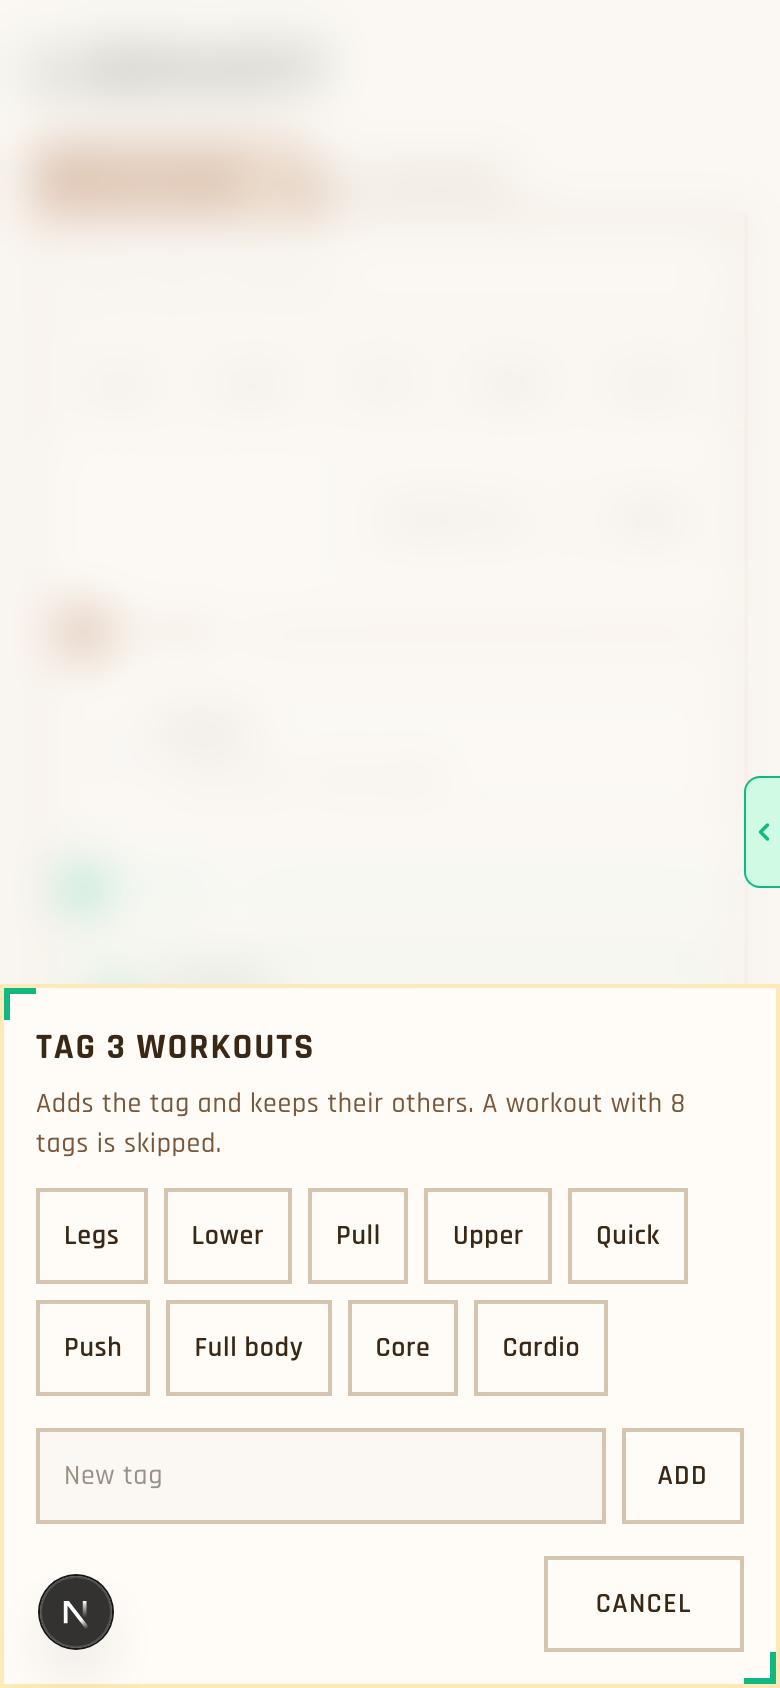 TAG 3 WORKOUTS
Adds the tag and keeps their others. A workout with 8
tags is skipped.
Legs Lower Pull Upper Quick
Push Full body Core Cardio
New tag ADD
N CANCEL